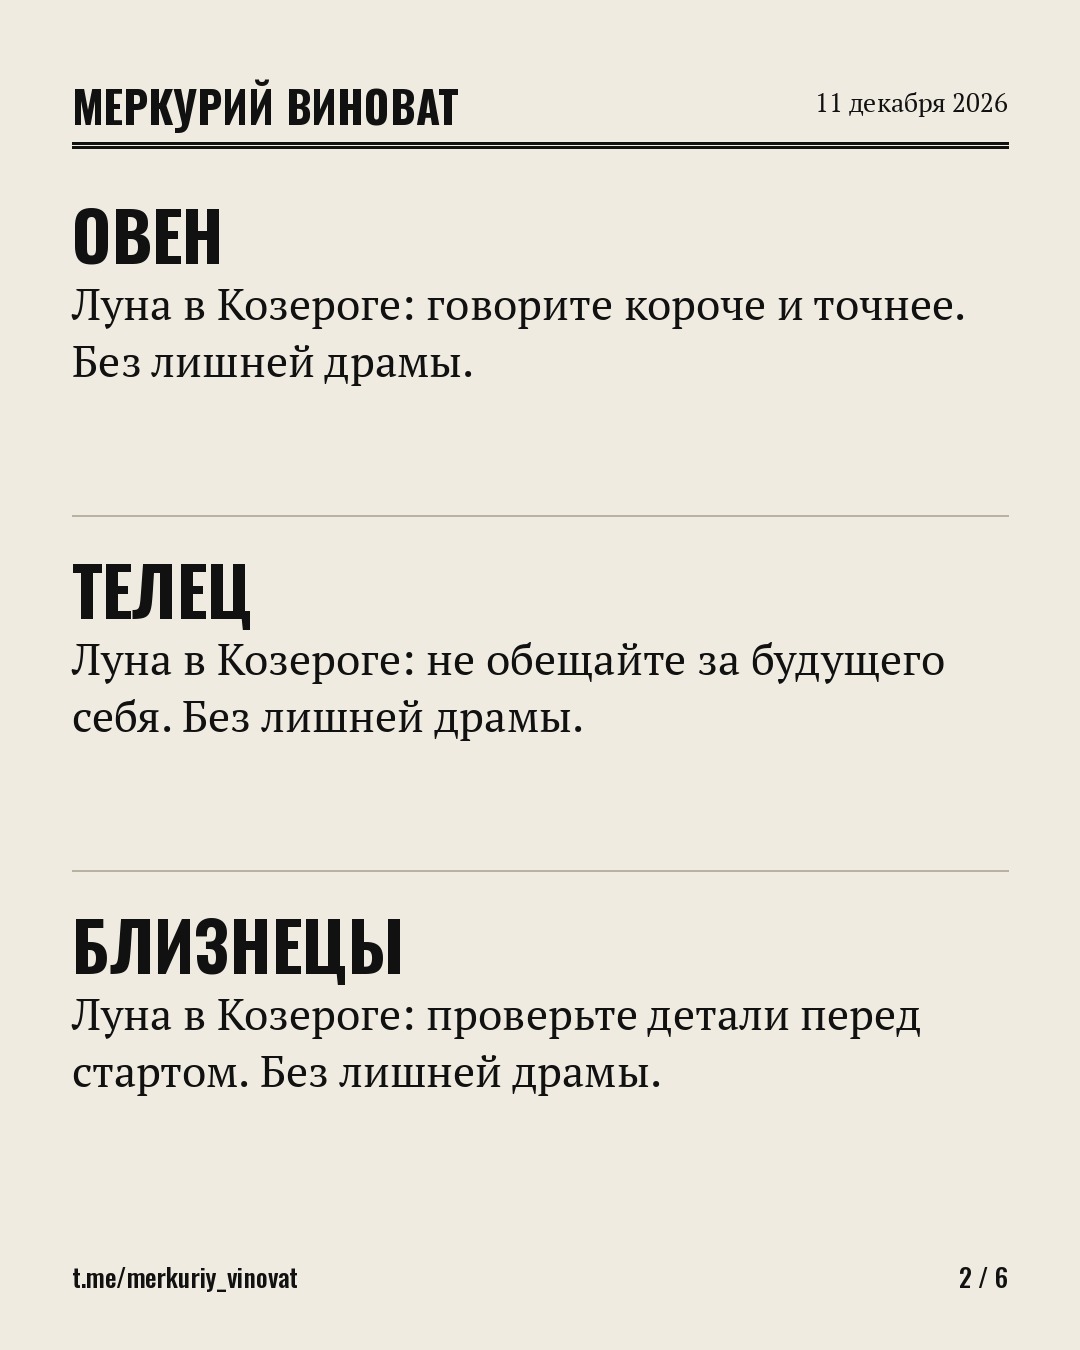 МЕРКУРИЙ ВИНОВАТ
11 декабря 2026
ОВЕН
Луна в Козероге: говорите короче и точнее.
Без лишней драмы.
ТЕЛЕЦ
Луна в Козероге: не обещайте за будущего
себя. Без лишней драмы.
БЛИЗНЕЦЫ
Луна в Козероге: проверьте детали перед
стартом. Без лишней драмы.
t.me/merkuriy_vinovat
2 / 6